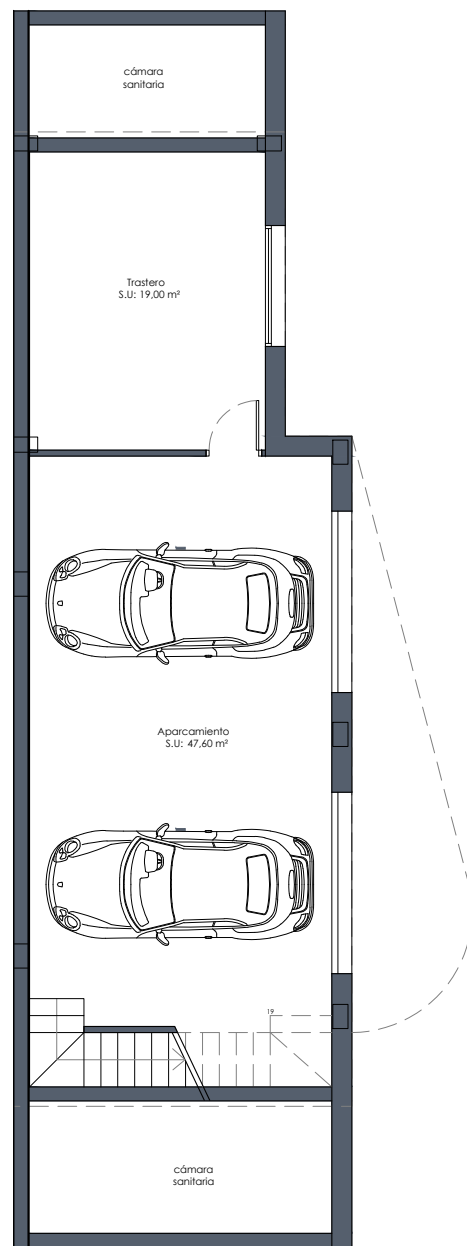 cámara
sanitaria
Trastero
S.U: 19,00 m²
Aparcamiento
S.U: 47,60 m²
19
cámara
sanitaria